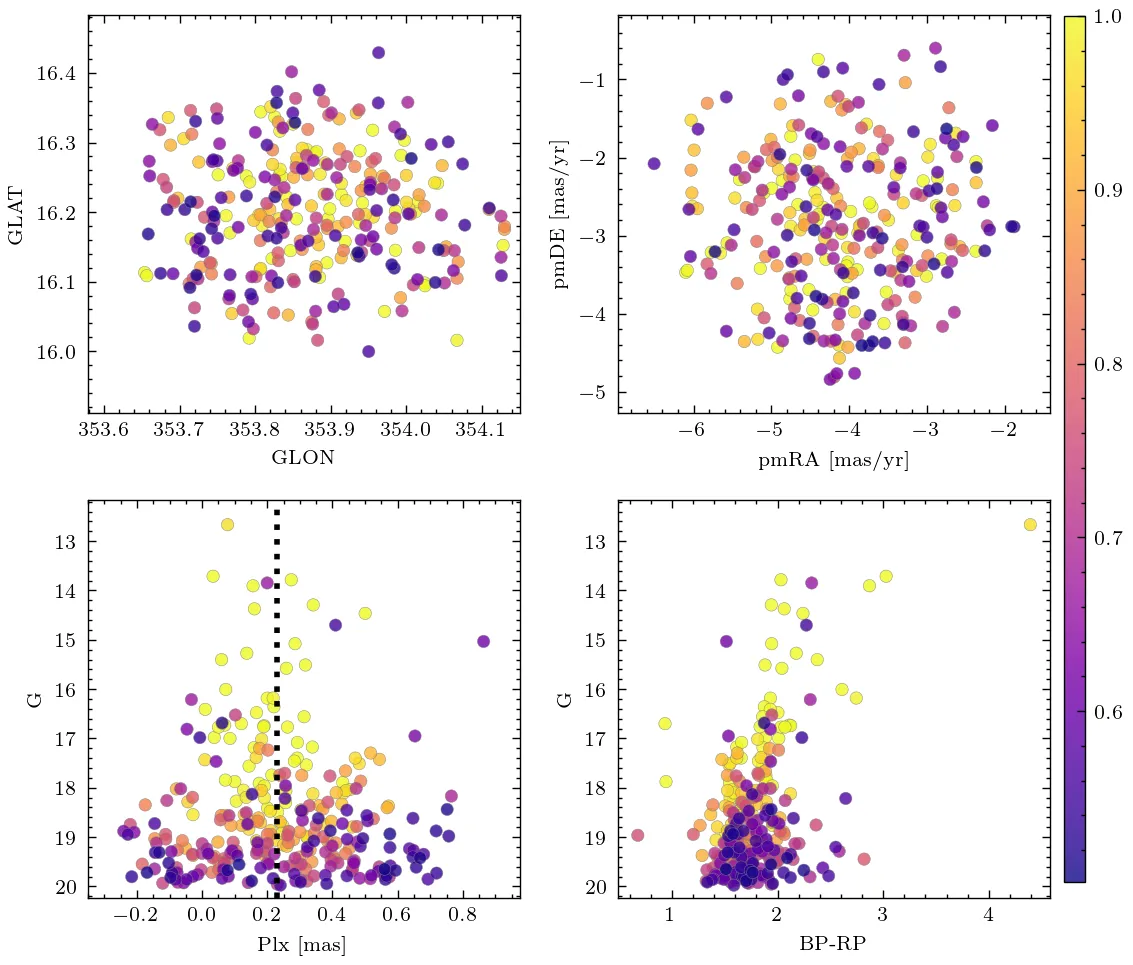 16.4
16.3
16.2
16.1
16.0
GLAT
353.6 353.7 353.8 353.9 354.0 354.1
GLON
−1
−2
−3
−4
−5
pmDE [mas/yr]
−6 −5 −4 −3 −2
pmRA [mas/yr]
1.0
0.9
0.8
0.7
0.6
13
14
15
16
17
18
19
20
G
−0.2 0.0 0.2 0.4 0.6 0.8
Plx [mas]
13
14
15
16
17
18
19
20
G
1 2 3 4
BP-RP